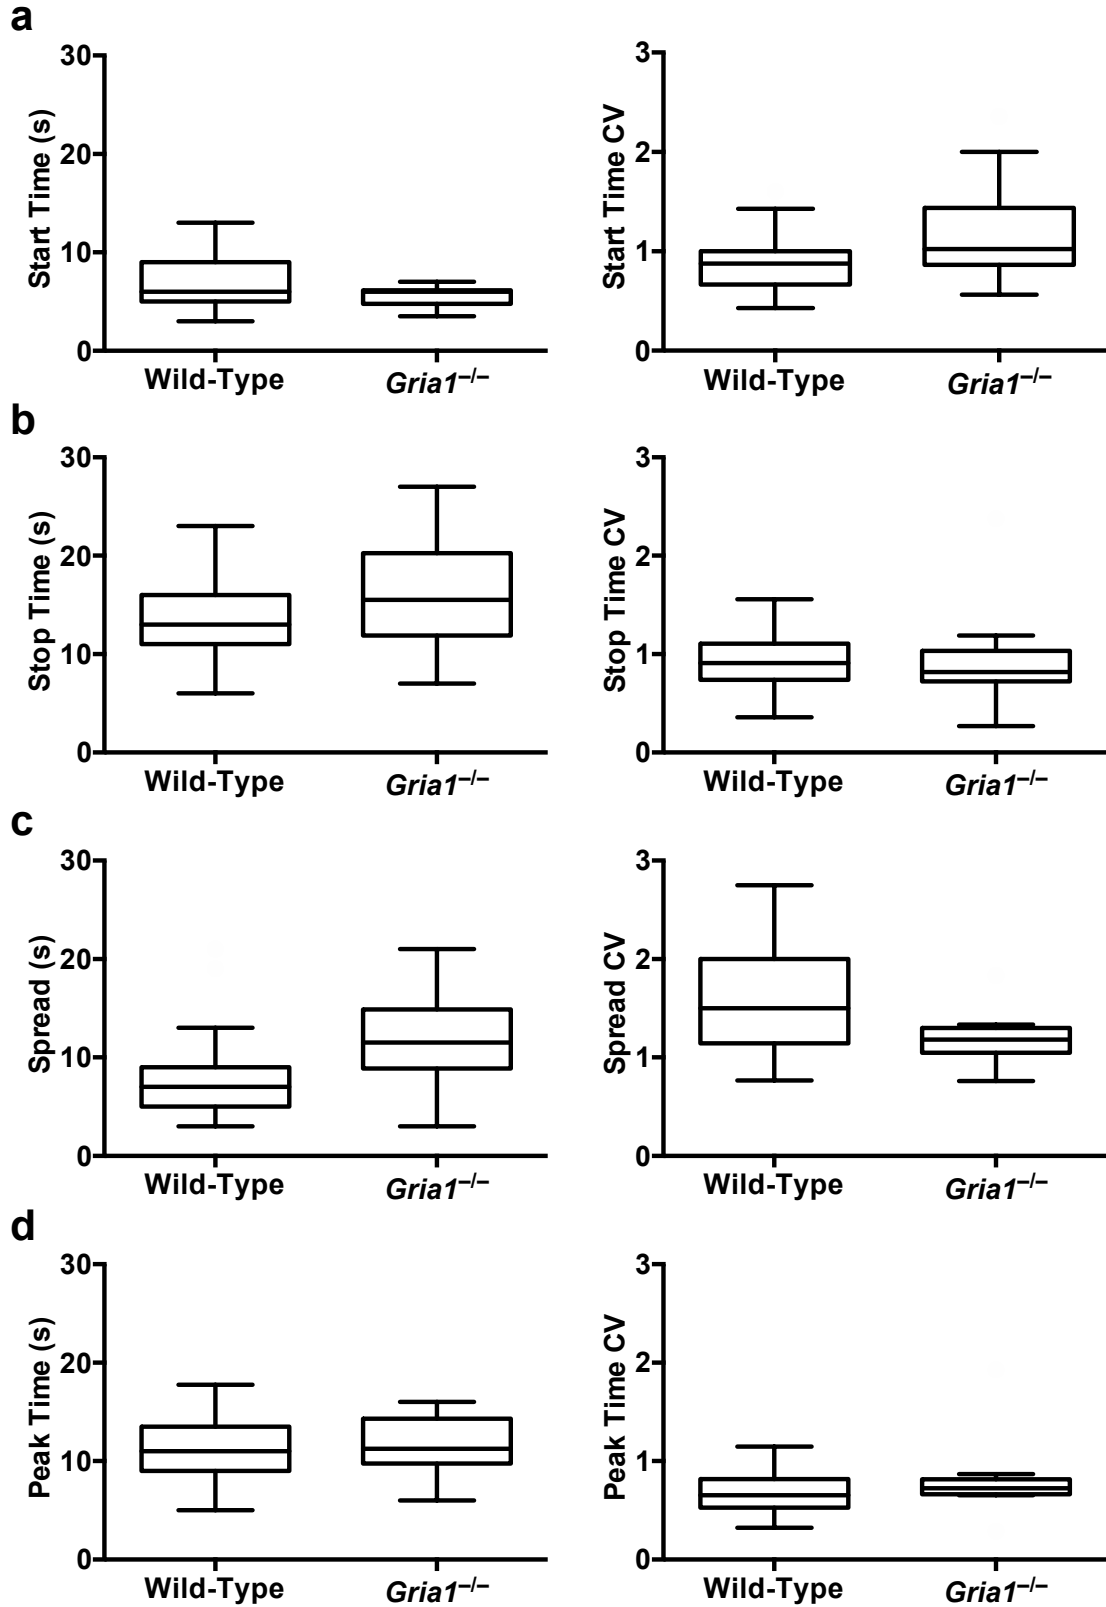 a
30
20
10
0
Start Time (s)
Wild-Type
Gria1–/–
3
2
1
0
Start Time CV
Wild-Type
Gria1–/–
b
30
20
10
0
Stop Time (s)
Wild-Type
Gria1–/–
3
2
1
0
Stop Time CV
Wild-Type
Gria1–/–
c
30
20
10
0
Spread (s)
Wild-Type
Gria1–/–
3
2
1
0
Spread CV
Wild-Type
Gria1–/–
d
30
20
10
0
Peak Time (s)
Wild-Type
Gria1–/–
3
2
1
0
Peak Time CV
Wild-Type
Gria1–/–